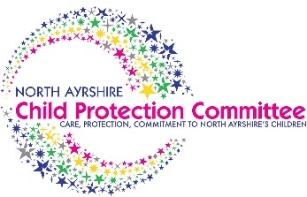 NORTH AYRSHIRE
Child Protection Committee
CARE, PROTECTION, COMMITMENT TO NORTH AYRSHIRE'S CHILDREN